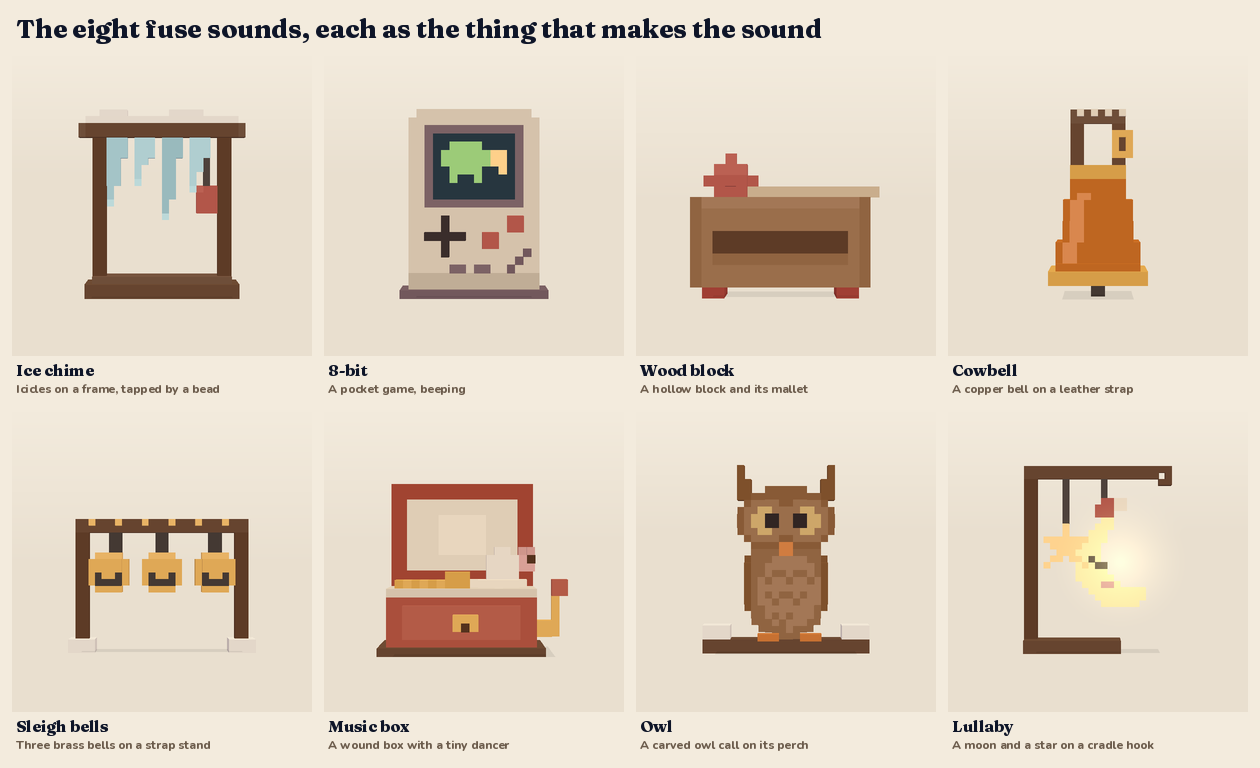 The eight fuse sounds, each as the thing that makes the sound
Ice chime
Icicles on a frame, tapped by a bead
8-bit
A pocket game, beeping
Wood block
A hollow block and its mallet
Cowbell
A copper bell on a leather strap
Sleigh bells
Three brass bells on a strap stand
Music box
A wound box with a tiny dancer
Owl
A carved owl call on its perch
Lullaby
A moon and a star on a cradle hook